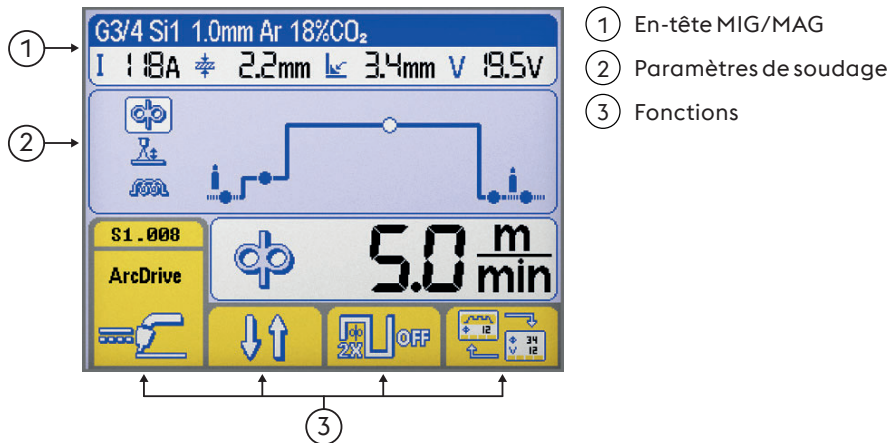 G3/4 Si1 1.0mm Ar 18%CO₂
I 118A 2.2mm 3.4mm V 19.5V
S1.008
ArcDrive
5.0 m/min
2X OFF
12
34
V 12
1 En-tête MIG/MAG
2 Paramètres de soudage
3 Fonctions
1
2
3